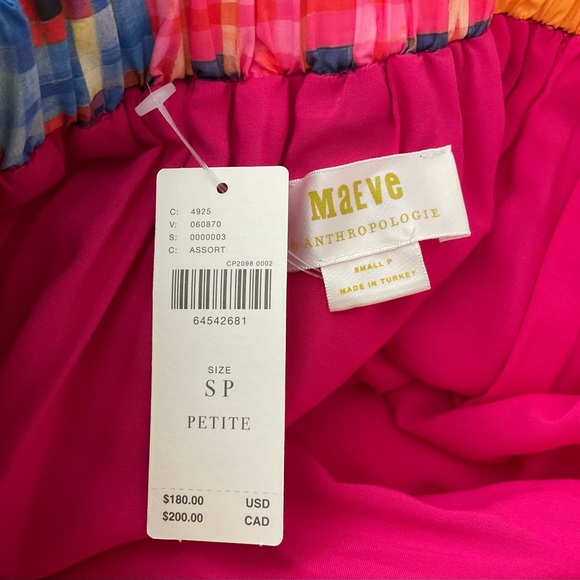 C: 4925
V: 060870
S: 0000003
C: ASSORT
CP2098 0002
64542681
SIZE
SP
PETITE
$180.00 USD
$200.00 CAD
MaEVe
ANTHROPOLOGIE
SMALL P
MADE IN TURKEY